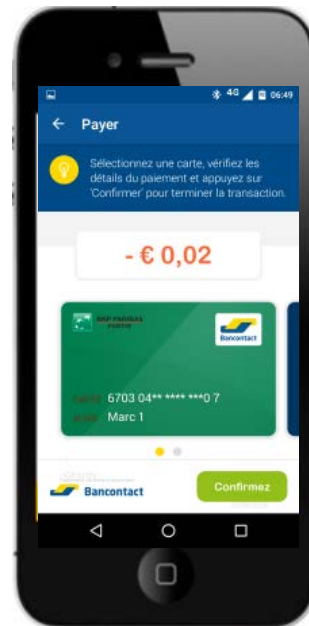 4G 06:49
Payer
Sélectionnez une carte, vérifiez les
détails du paiement et appuyez sur
'Confirmer' pour terminer la transaction.
- € 0,02
BNP PARIBAS
FORTIS
Bancontact
6703 04** **** ***0 7
Marc 1
Bancontact
Confirmez